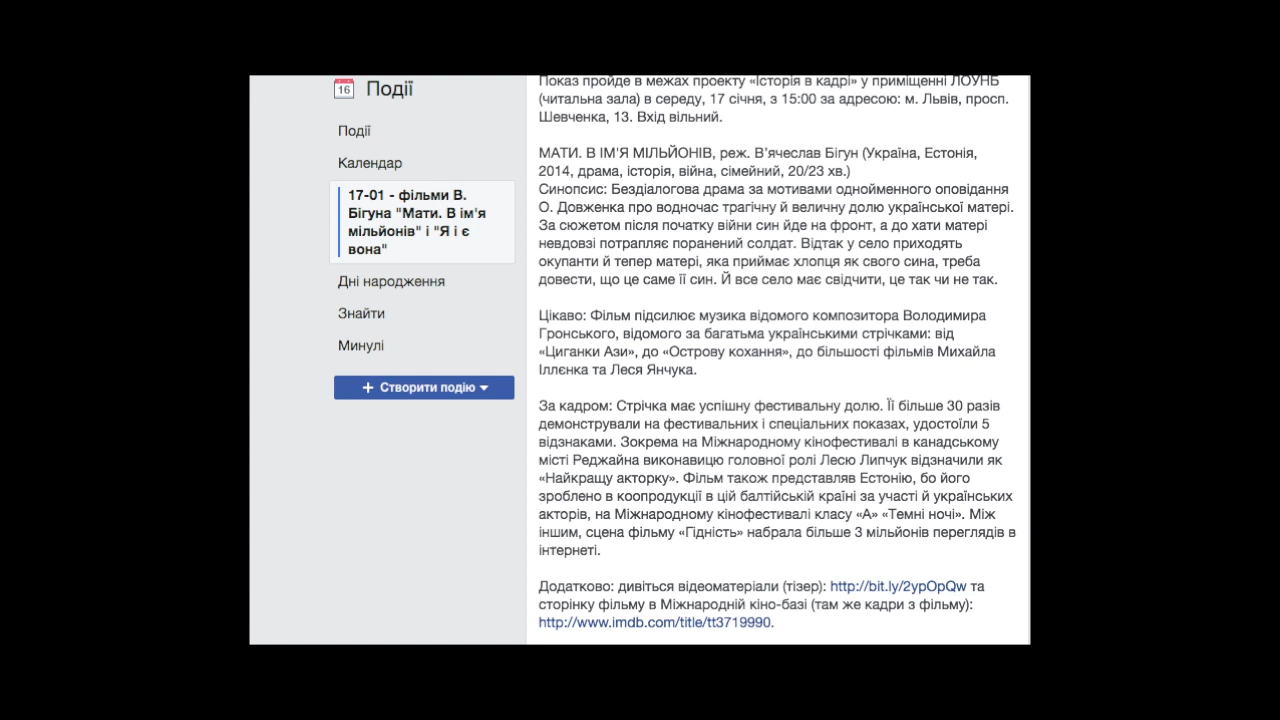 16 Події
Події
Календар
17-01 - фільми В.
Бігуна "Мати. В ім'я
мільйонів" і "Я і є
вона"
Дні народження
Знайти
Минулі
+ Створити подію
Показ пройде в межах проекту «Історія в кадрі» у приміщенні ЛОУНБ
(читальна зала) в середу, 17 січня, з 15:00 за адресою: м. Львів, просп.
Шевченка, 13. Вхід вільний.
МАТИ. В ІМ'Я МІЛЬЙОНІВ, реж. В'ячеслав Бігун (Україна, Естонія,
2014, драма, історія, війна, сімейний, 20/23 хв.)
Синопсис: Бездіалогова драма за мотивами однойменного оповідання
О. Довженка про водночас трагічну й величну долю української матері.
За сюжетом після початку війни син йде на фронт, а до хати матері
невдовзі потрапляє поранений солдат. Відтак у село приходять
окупанти й тепер матері, яка приймає хлопця як свого сина, треба
довести, що це саме її син. Й все село має свідчити, це так чи не так.
Цікаво: Фільм підсилює музика відомого композитора Володимира
Гронського, відомого за багатьма українськими стрічками: від
«Циганки Ази», до «Острову кохання», до більшості фільмів Михайла
Іллєнка та Леся Янчука.
За кадром: Стрічка має успішну фестивальну долю. Її більше 30 разів
демонстрували на фестивальних і спеціальних показах, удостоїли 5
відзнаками. Зокрема на Міжнародному кінофестивалі в канадському
місті Реджайна виконавицю головної ролі Лесю Липчук відзначили як
«Найкращу акторку». Фільм також представляв Естонію, бо його
зроблено в коопродукції в цій балтійській країні за участі й українських
акторів, на Міжнародному кінофестивалі класу «А» «Темні ночі». Між
іншим, сцена фільму «Гідність» набрала більше 3 мільйонів переглядів в
інтернеті.
Додатково: дивіться відеоматеріали (тізер): http://bit.ly/2ypOpQw та
сторінку фільму в Міжнародній кіно-базі (там же кадри з фільму):
http://www.imdb.com/title/tt3719990.